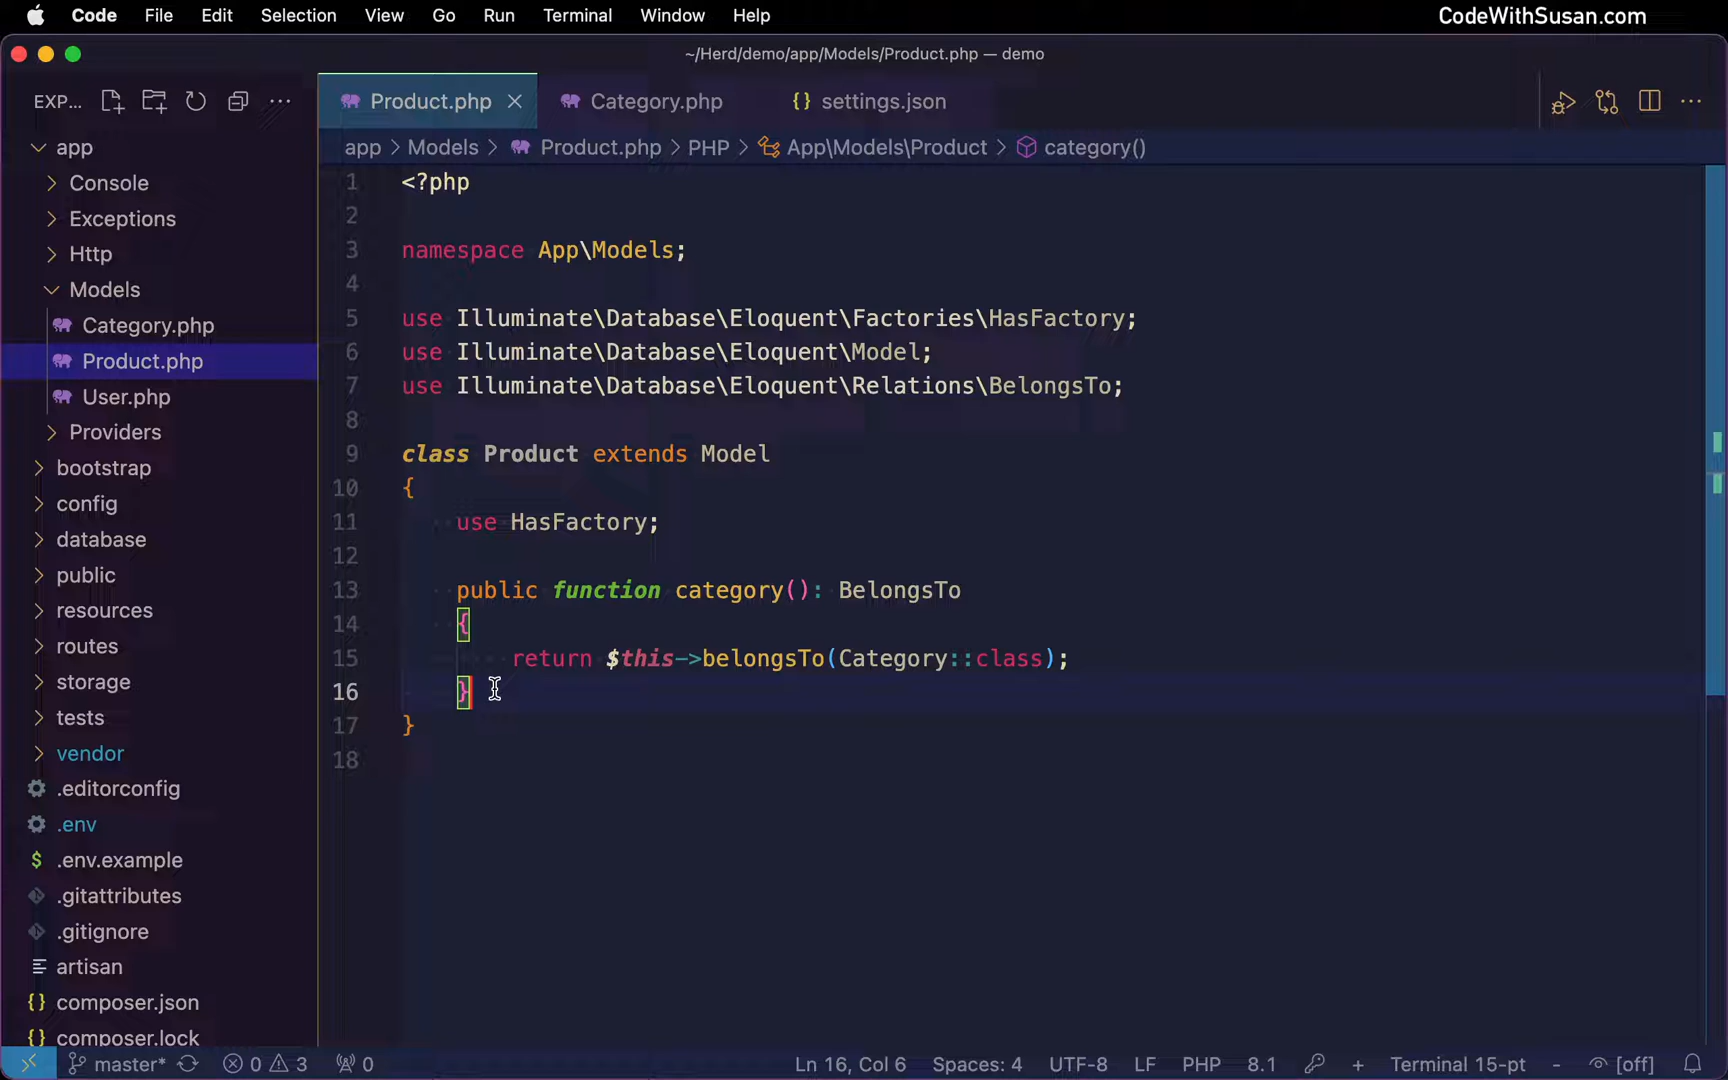 Code File Edit Selection View Go Run Terminal Window Help CodeWithSusan.com
~/Herd/demo/app/Models/Product.php — demo
EXP...
Product.php
Category.php
{} settings.json
app > Models > Product.php > PHP > App\Models\Product > category()
app
Console
Exceptions
Http
Models
Category.php
Product.php
User.php
Providers
bootstrap
config
database
public
resources
routes
storage
tests
vendor
.editorconfig
.env
$ .env.example
.gitattributes
.gitignore
artisan
{} composer.json
{} composer.lock
1 <?php
2
3 namespace App\Models;
4
5 use Illuminate\Database\Eloquent\Factories\HasFactory;
6 use Illuminate\Database\Eloquent\Model;
7 use Illuminate\Database\Eloquent\Relations\BelongsTo;
8
9 class Product extends Model
10 {
11 use HasFactory;
12
13 public function category(): BelongsTo
14 {
15 return $this->belongsTo(Category::class);
16 }
17 }
18
master* 0 3 0 Ln 16, Col 6 Spaces: 4 UTF-8 LF PHP 8.1 + Terminal 15-pt - [off]